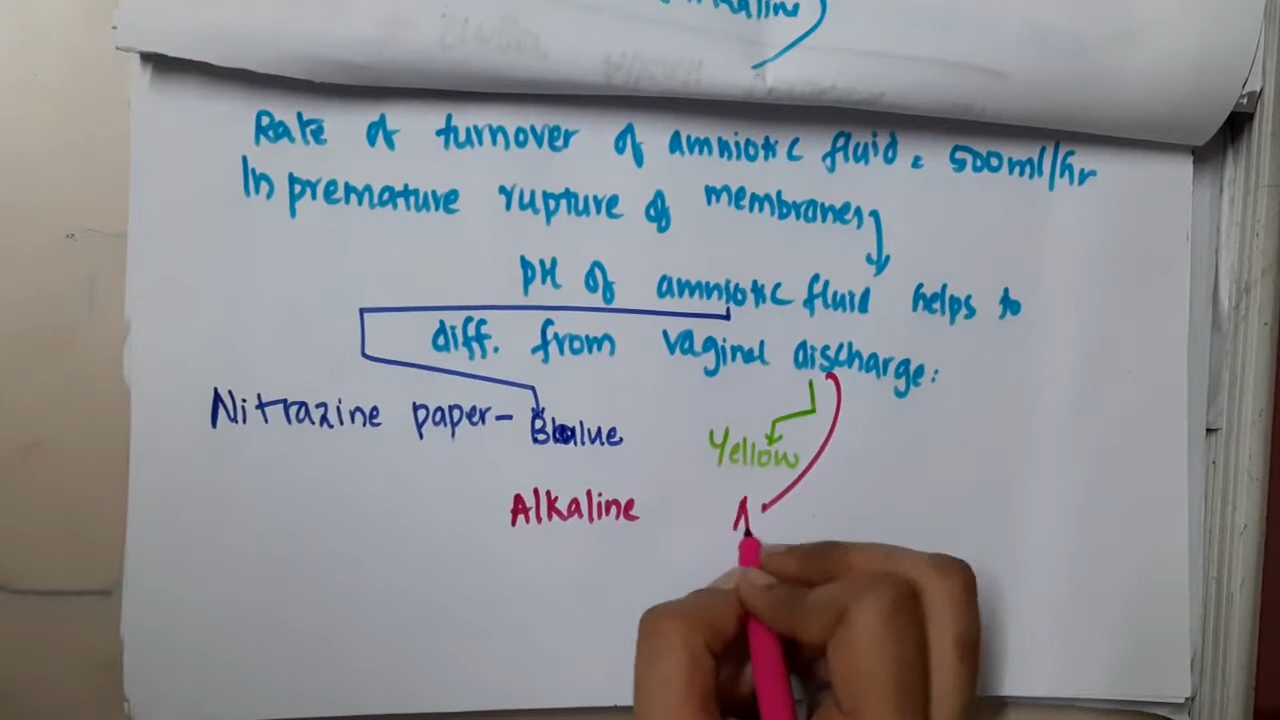 Rate of turnover of amniotic fluid = 500ml/hr
In premature rupture of membranes
pH of amniotic fluid helps to
diff. from vaginal discharge:
Nitrazine paper- Blue
Yellow
Alkaline A